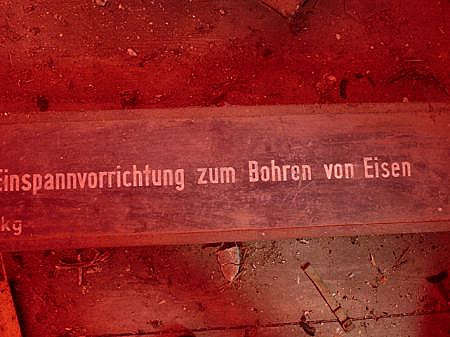 Einspannvorrichtung zum Bohren von Eisen
kg